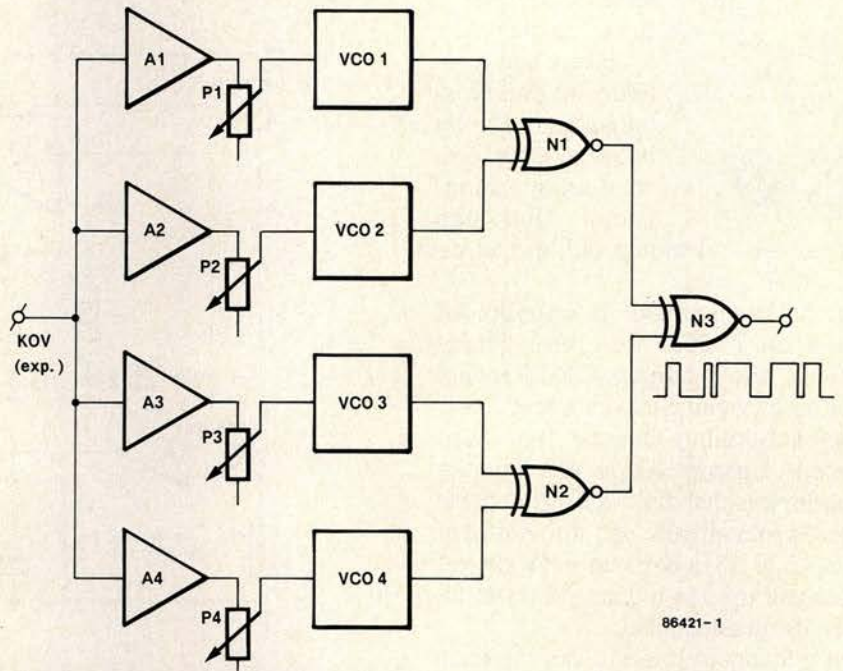 A1
P1
VCO 1
N1
A2
P2
VCO 2
KOV
(exp.)
N3
A3
P3
VCO 3
N2
A4
P4
VCO 4
86421-1